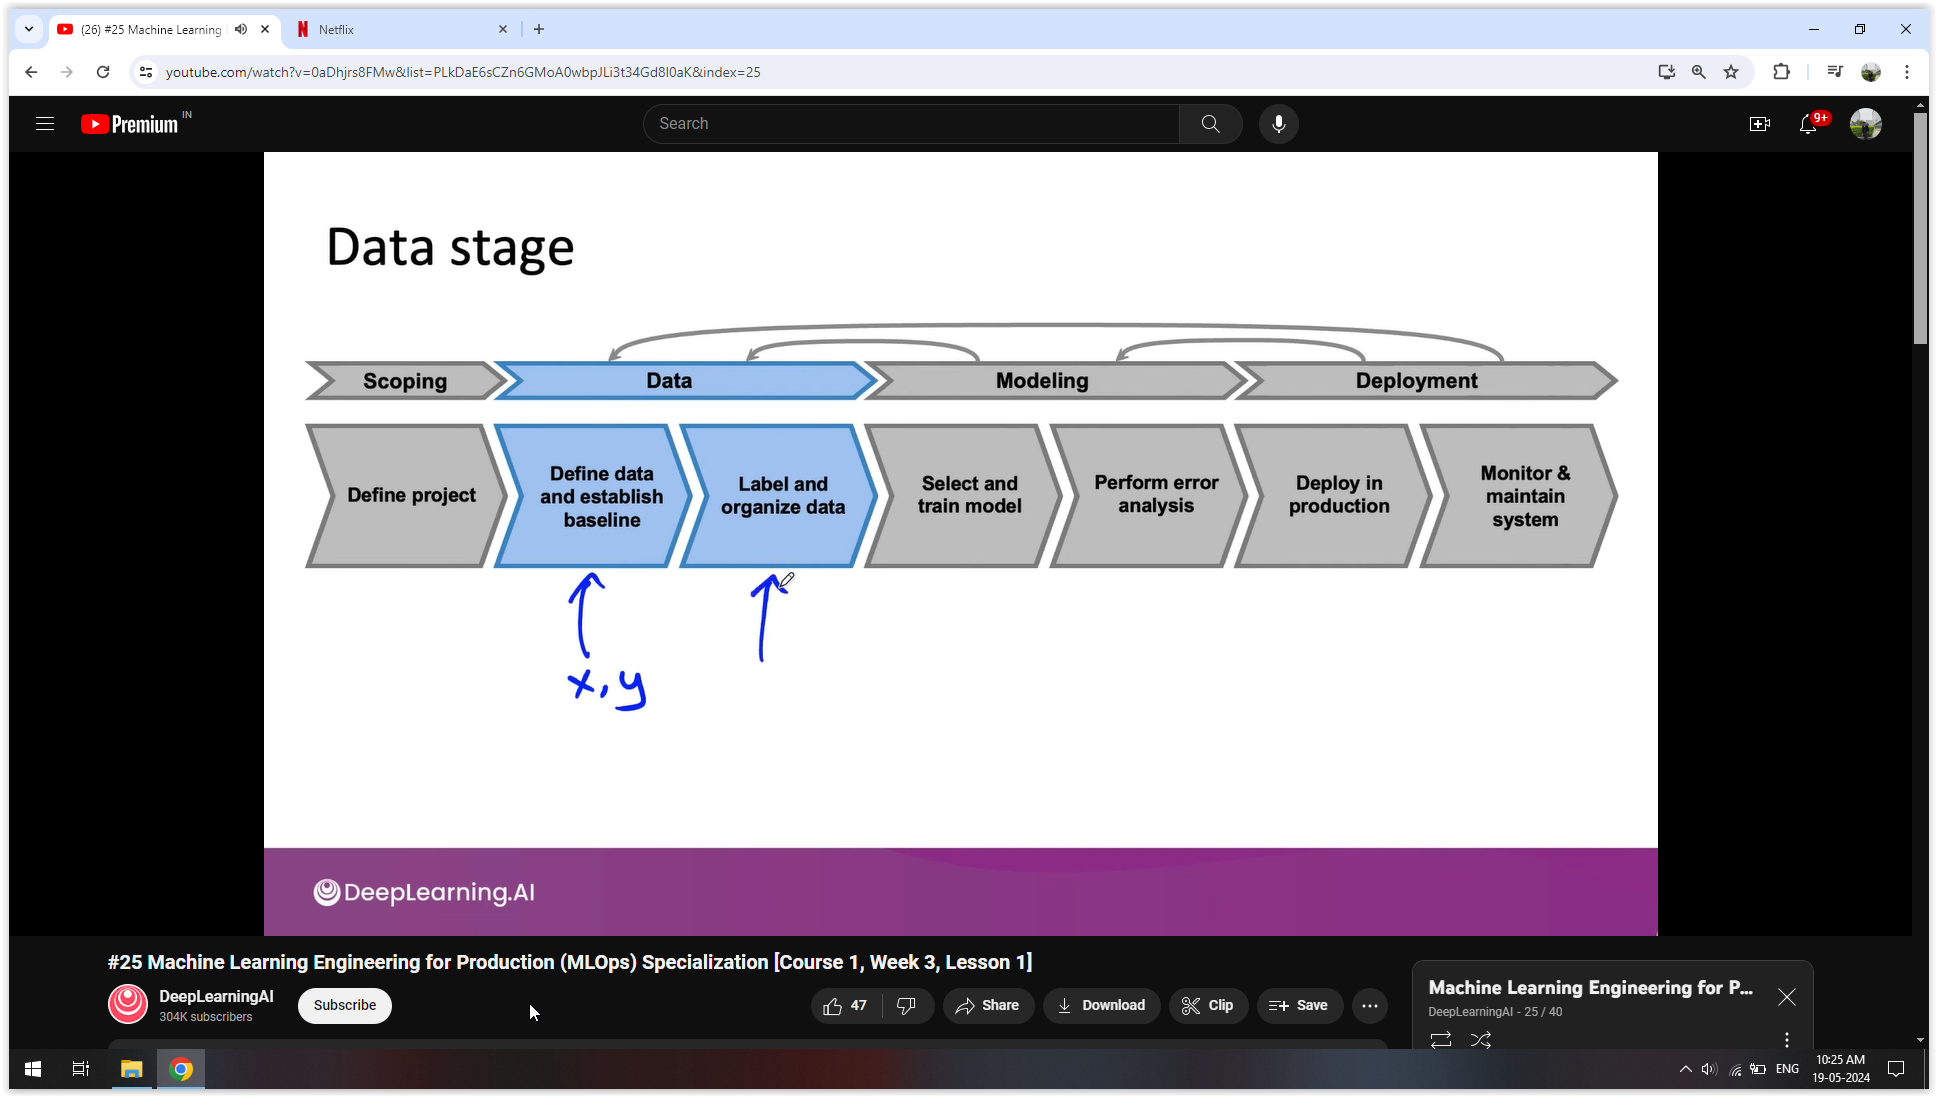 (26) #25 Machine Learning
Netflix
youtube.com/watch?v=0aDhjrs8FMw&list=PLkDaE6sCZn6GMoA0wbpJLi3t34Gd8l0aK&index=25
Premium IN
Search
9+
Data stage
Scoping
Data
Modeling
Deployment
Define project
Define data
and establish
baseline
Label and
organize data
Select and
train model
Perform error
analysis
Deploy in
production
Monitor &
maintain
system
x, y
DeepLearning.AI
#25 Machine Learning Engineering for Production (MLOps) Specialization [Course 1, Week 3, Lesson 1]
DeepLearningAI
304K subscribers
Subscribe
47
Share
Download
Clip
Save
Machine Learning Engineering for P...
DeepLearningAI - 25 / 40
ENG
10:25 AM
19-05-2024